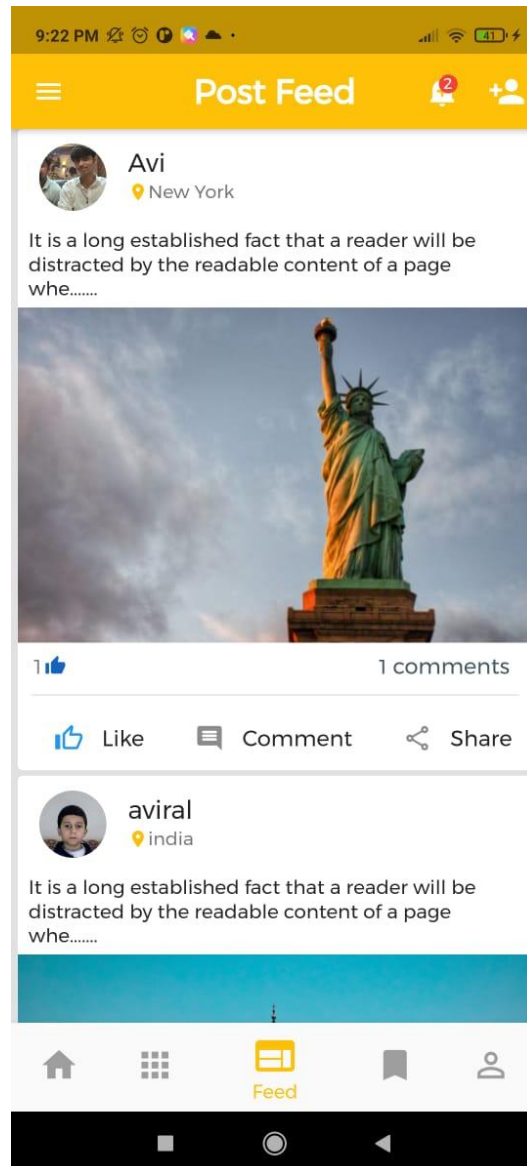 9:22 PM
41
Post Feed
2
Avi
New York
It is a long established fact that a reader will be
distracted by the readable content of a page
whe.......
1
1 comments
Like
Comment
Share
aviral
india
It is a long established fact that a reader will be
distracted by the readable content of a page
whe.......
Feed